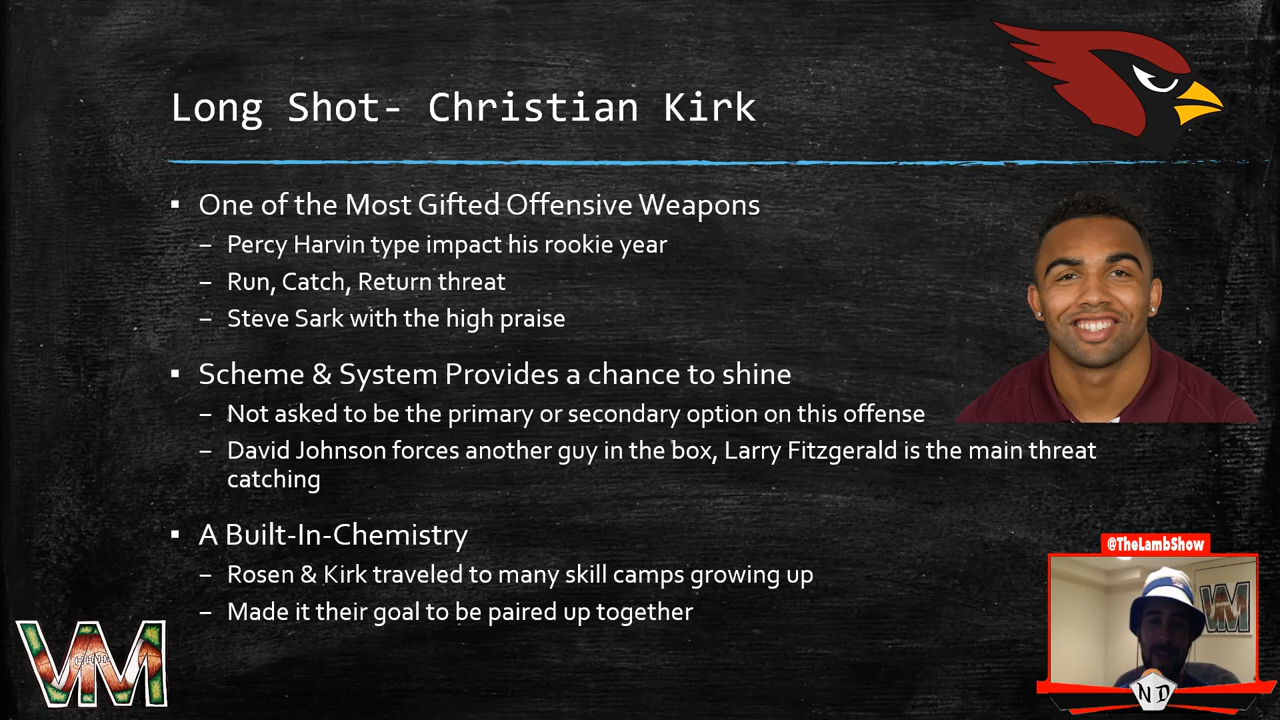 Long Shot- Christian Kirk
▪ One of the Most Gifted Offensive Weapons
– Percy Harvin type impact his rookie year
– Run, Catch, Return threat
– Steve Sark with the high praise
▪ Scheme & System Provides a chance to shine
– Not asked to be the primary or secondary option on this offense
– David Johnson forces another guy in the box, Larry Fitzgerald is the main threat
catching
▪ A Built-In-Chemistry
– Rosen & Kirk traveled to many skill camps growing up
– Made it their goal to be paired up together
@TheLambShow
VM
VM
N D